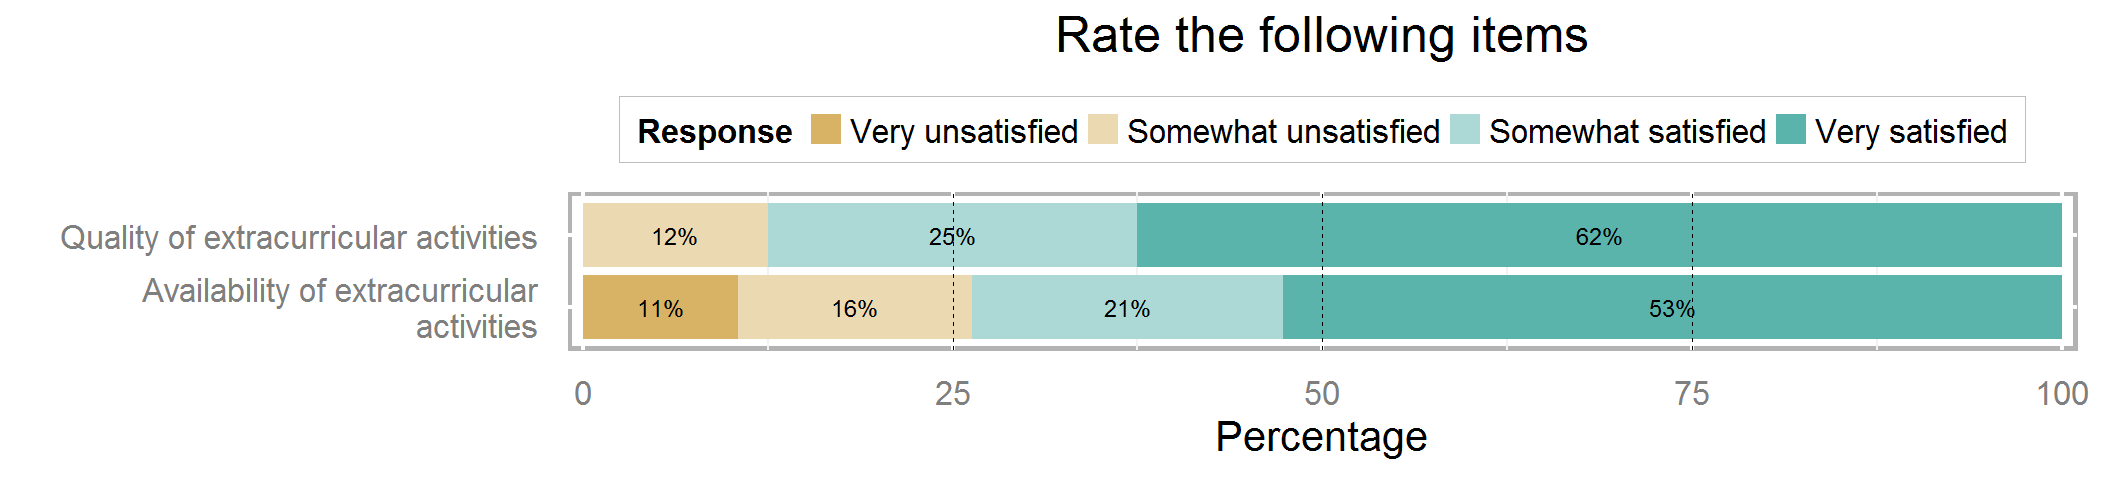 Rate the following items
Response Very unsatisfied Somewhat unsatisfied Somewhat satisfied Very satisfied
Quality of extracurricular activities
12% 25% 62%
Availability of extracurricular
activities
11% 16% 21% 53%
0 25 50 75 100
Percentage